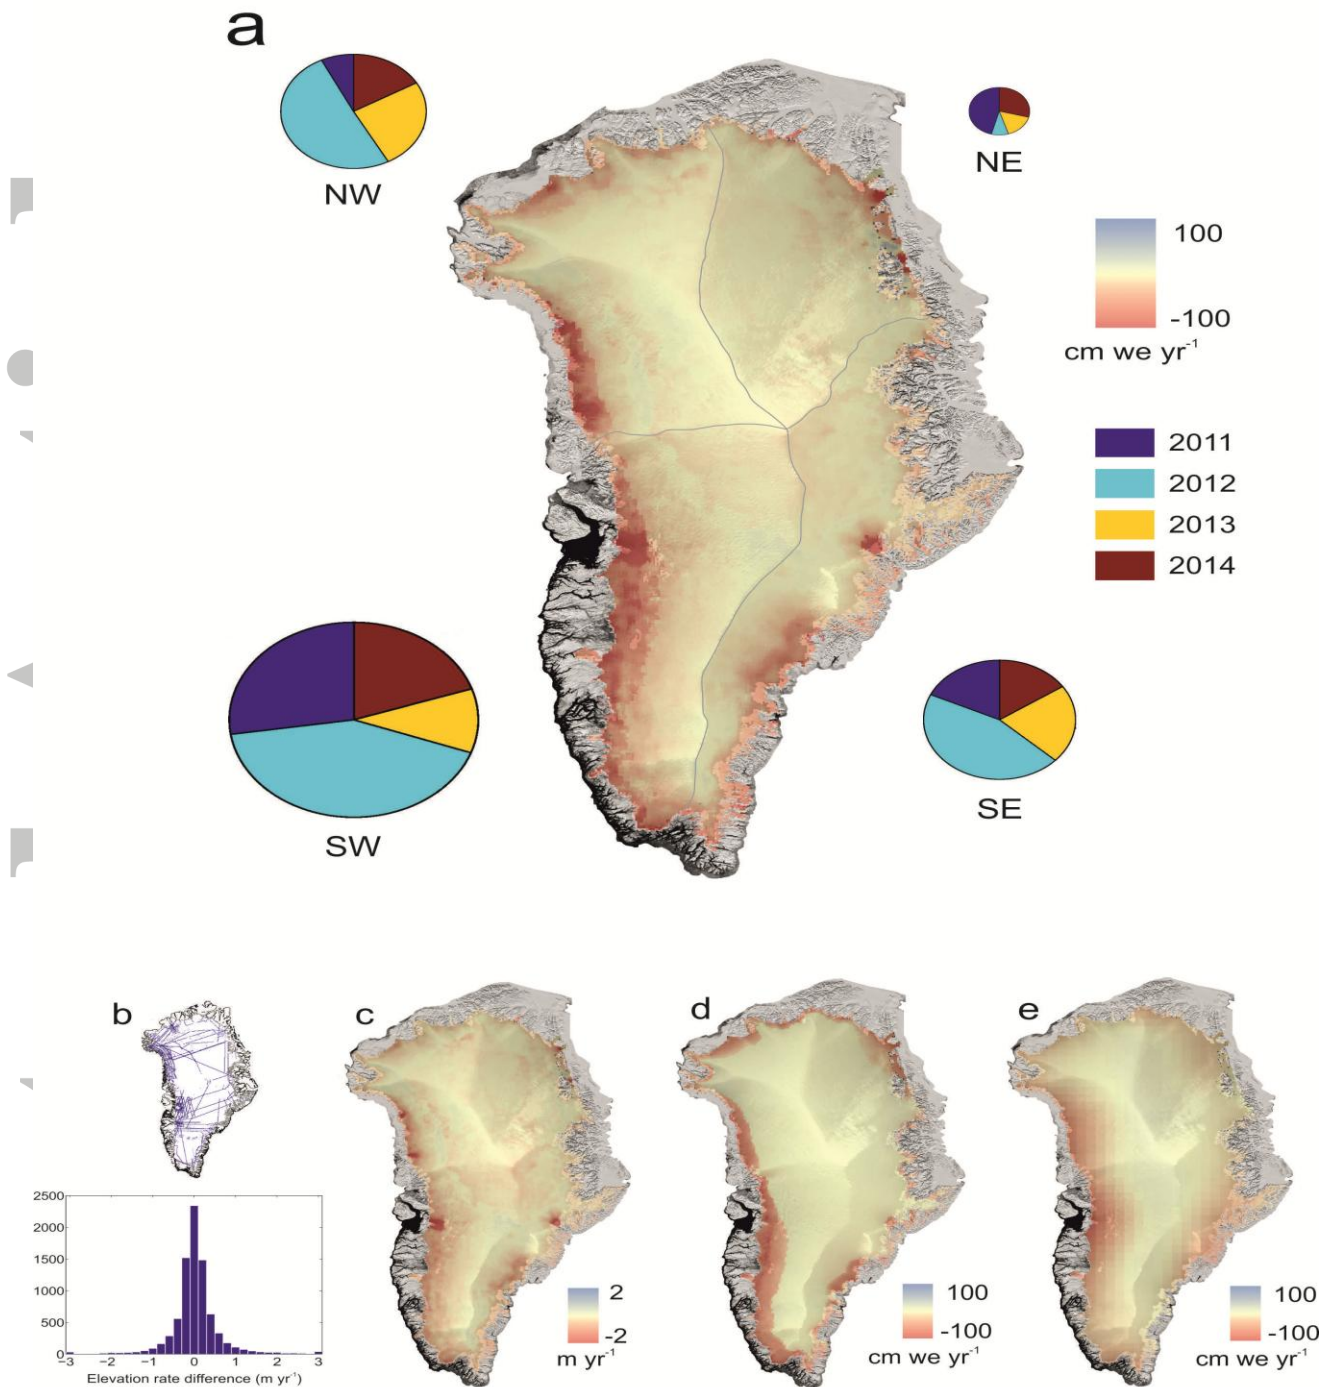 a
NW
NE
100
-100
cm we yr⁻¹
2011
2012
2013
2014
SW
SE
b
c
d
e
2500
2000
1500
1000
500
0
−3 −2 −1 0 1 2 3
Elevation rate difference (m yr⁻¹)
2
-2
m yr⁻¹
100
-100
cm we yr⁻¹
100
-100
cm we yr⁻¹